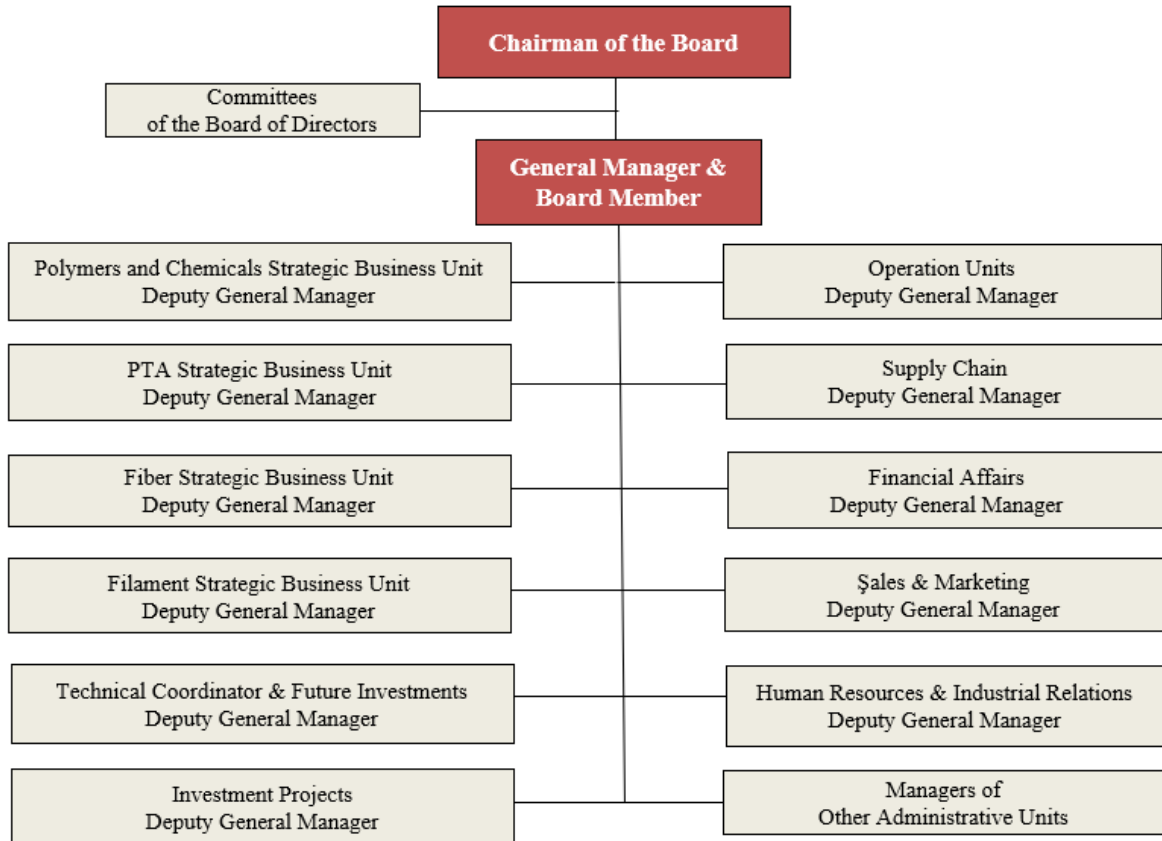 Chairman of the Board
Committees
of the Board of Directors
General Manager &
Board Member
Polymers and Chemicals Strategic Business Unit
Deputy General Manager
Operation Units
Deputy General Manager
PTA Strategic Business Unit
Deputy General Manager
Supply Chain
Deputy General Manager
Fiber Strategic Business Unit
Deputy General Manager
Financial Affairs
Deputy General Manager
Filament Strategic Business Unit
Deputy General Manager
Şales & Marketing
Deputy General Manager
Technical Coordinator & Future Investments
Deputy General Manager
Human Resources & Industrial Relations
Deputy General Manager
Investment Projects
Deputy General Manager
Managers of
Other Administrative Units